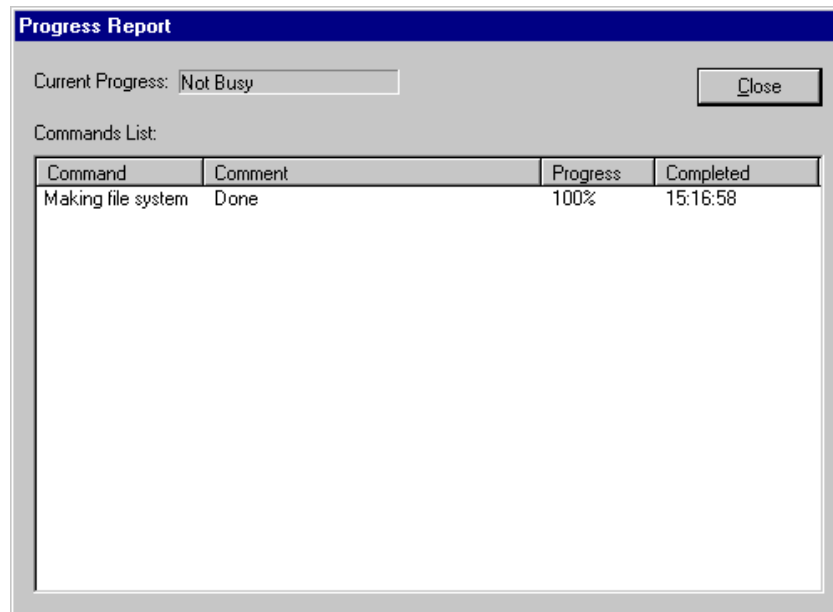 Progress Report
Current Progress: Not Busy
Close
Commands List:
Command Comment Progress Completed
Making file system Done 100% 15:16:58